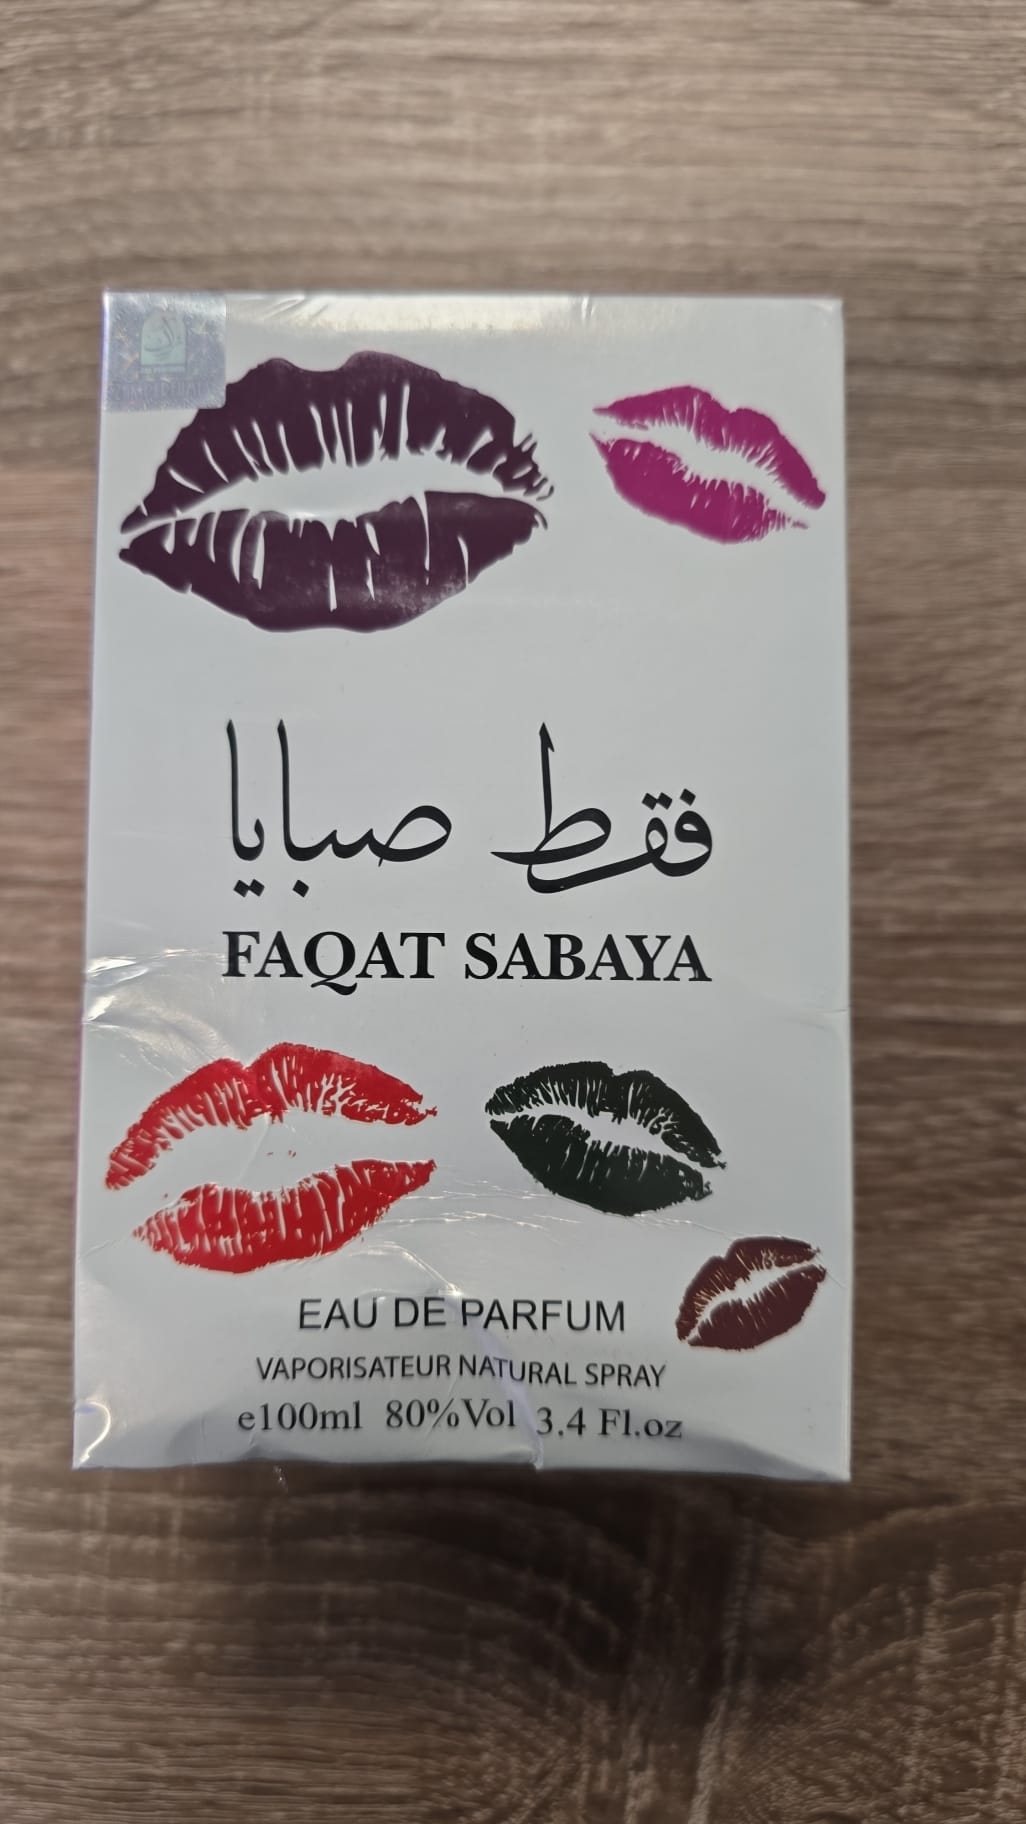 فقط صبايا
FAQAT SABAYA
EAU DE PARFUM
VAPORISATEUR NATURAL SPRAY
e100ml 80%Vol 3.4 Fl.oz